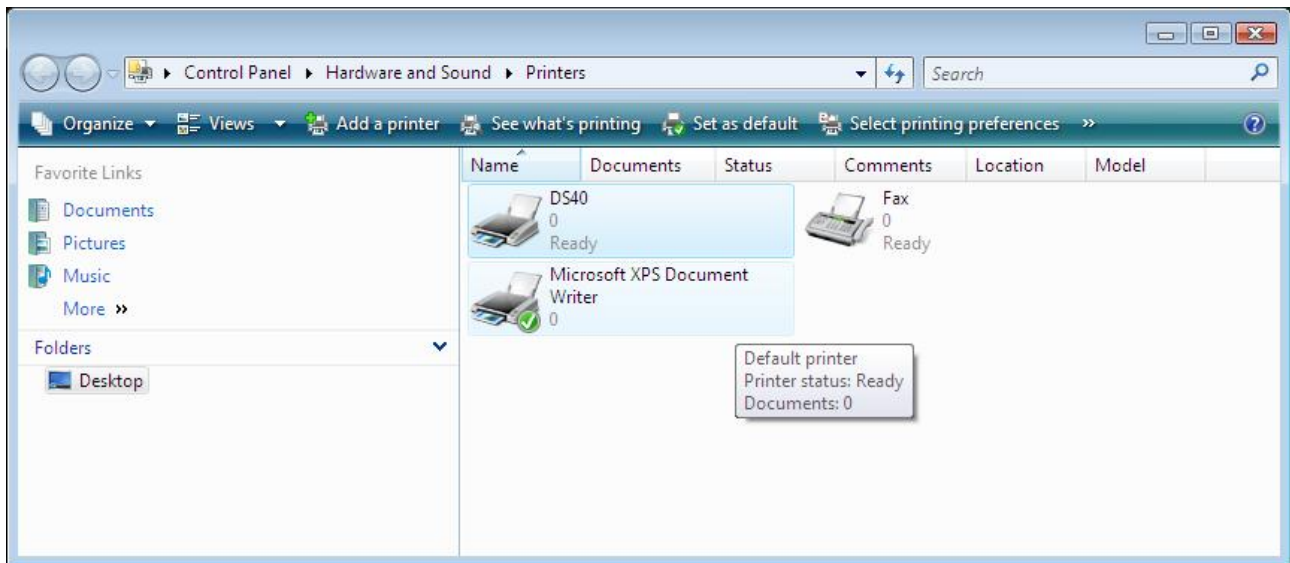 Control Panel Hardware and Sound Printers
Search
Organize Views Add a printer See what's printing Set as default Select printing preferences »
Favorite Links
Documents
Pictures
Music
More »
Folders
Desktop
Name Documents Status Comments Location Model
DS40
0
Ready
Fax
0
Ready
Microsoft XPS Document
Writer
0
Default printer
Printer status: Ready
Documents: 0